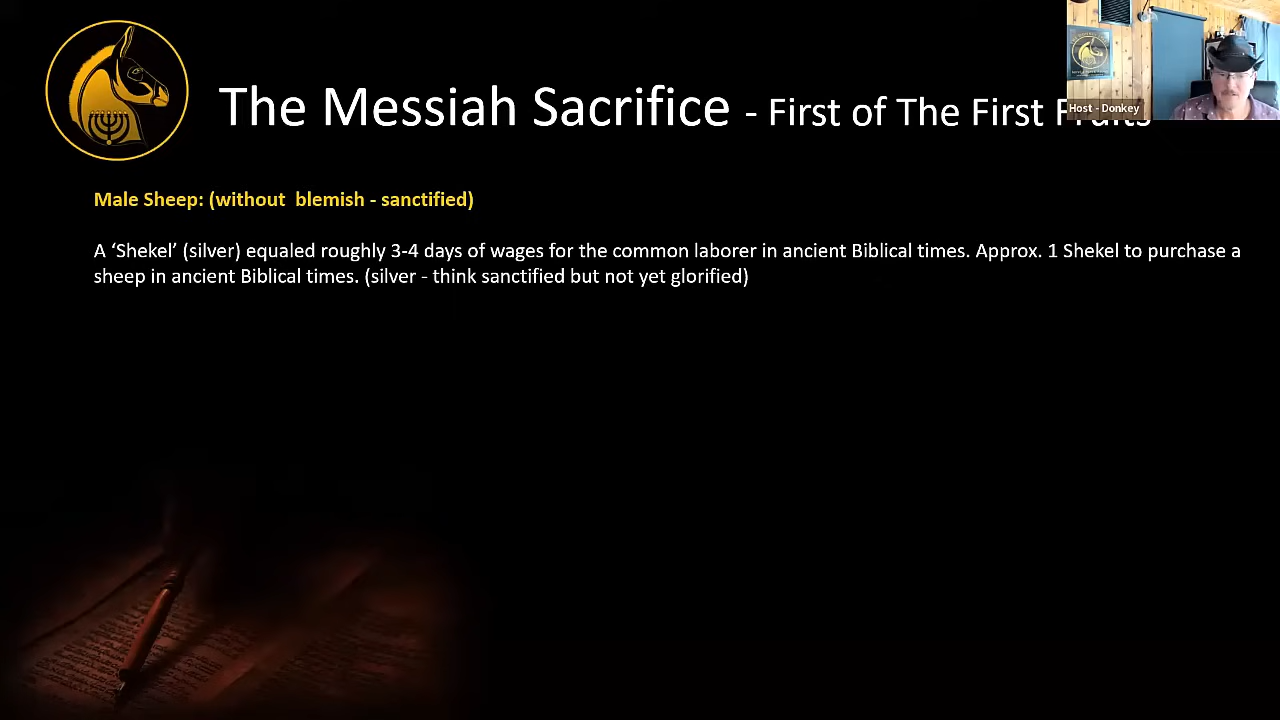 The Messiah Sacrifice - First of The First Fruits
Host - Donkey
Male Sheep: (without  blemish - sanctified)
A ‘Shekel’ (silver) equaled roughly 3-4 days of wages for the common laborer in ancient Biblical times. Approx. 1 Shekel to purchase a
sheep in ancient Biblical times. (silver - think sanctified but not yet glorified)